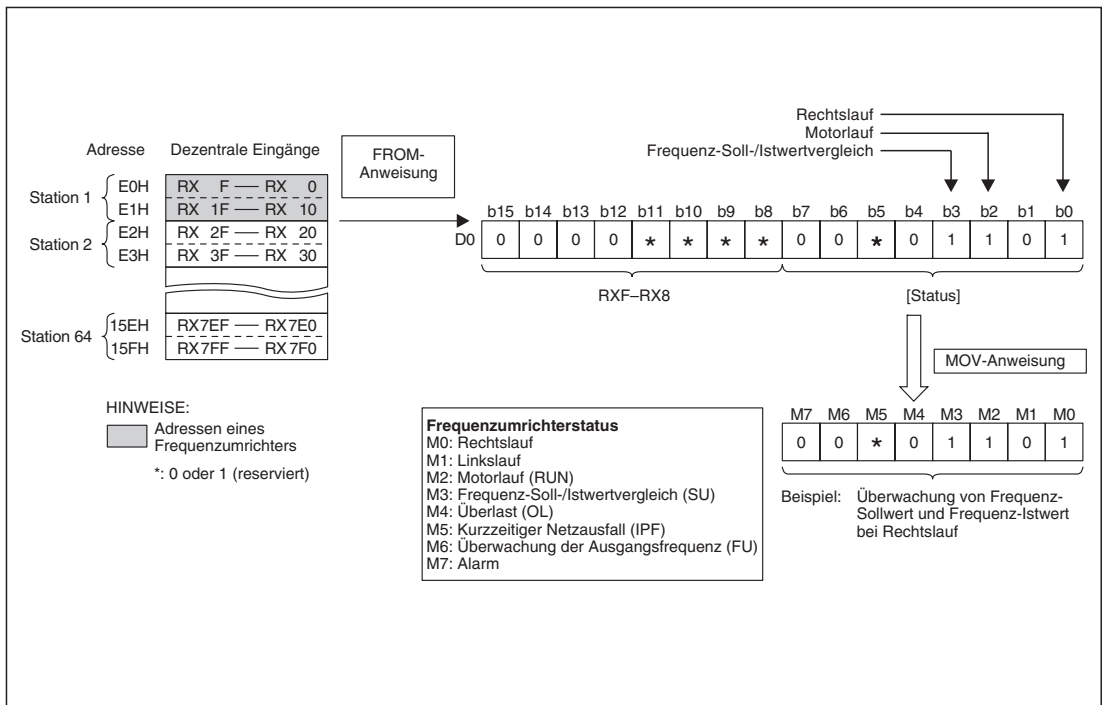 Rechtslauf
Motorlauf
Frequenz-Soll-/Istwertvergleich
Adresse Dezentrale Eingänge
FROM-
Anweisung
Station 1
E0H RX F — RX 0
E1H RX 1F — RX 10
Station 2
E2H RX 2F — RX 20
E3H RX 3F — RX 30
Station 64
15EH RX7EF — RX7E0
15FH RX7FF — RX7F0
b15 b14 b13 b12 b11 b10 b9 b8 b7 b6 b5 b4 b3 b2 b1 b0
D0 0 0 0 0 * * * * 0 0 * 0 1 1 0 1
RXF–RX8 [Status]
MOV-Anweisung
M7 M6 M5 M4 M3 M2 M1 M0
0 0 * 0 1 1 0 1
Beispiel: Überwachung von Frequenz-
Sollwert und Frequenz-Istwert
bei Rechtslauf
HINWEISE:
Adressen eines
Frequenzumrichters
*: 0 oder 1 (reserviert)
Frequenzumrichterstatus
M0: Rechtslauf
M1: Linkslauf
M2: Motorlauf (RUN)
M3: Frequenz-Soll-/Istwertvergleich (SU)
M4: Überlast (OL)
M5: Kurzzeitiger Netzausfall (IPF)
M6: Überwachung der Ausgangsfrequenz (FU)
M7: Alarm